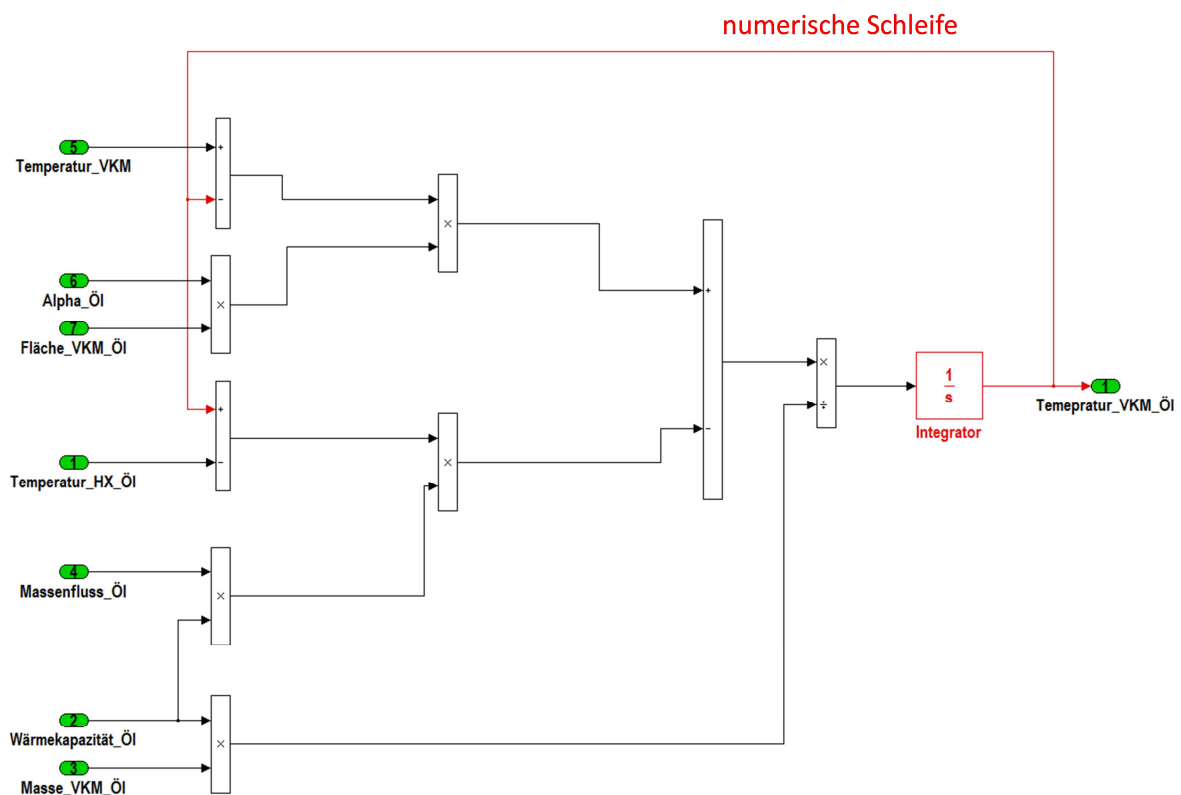 numerische Schleife
5
Temperatur_VKM
+
-
×
6
Alpha_Öl
×
7
Fläche_VKM_Öl
+
-
×
÷
1
s
Integrator
1
Temepratur_VKM_Öl
+
-
1
Temperatur_HX_Öl
×
4
Massenfluss_Öl
×
2
Wärmekapazität_Öl
×
3
Masse_VKM_Öl